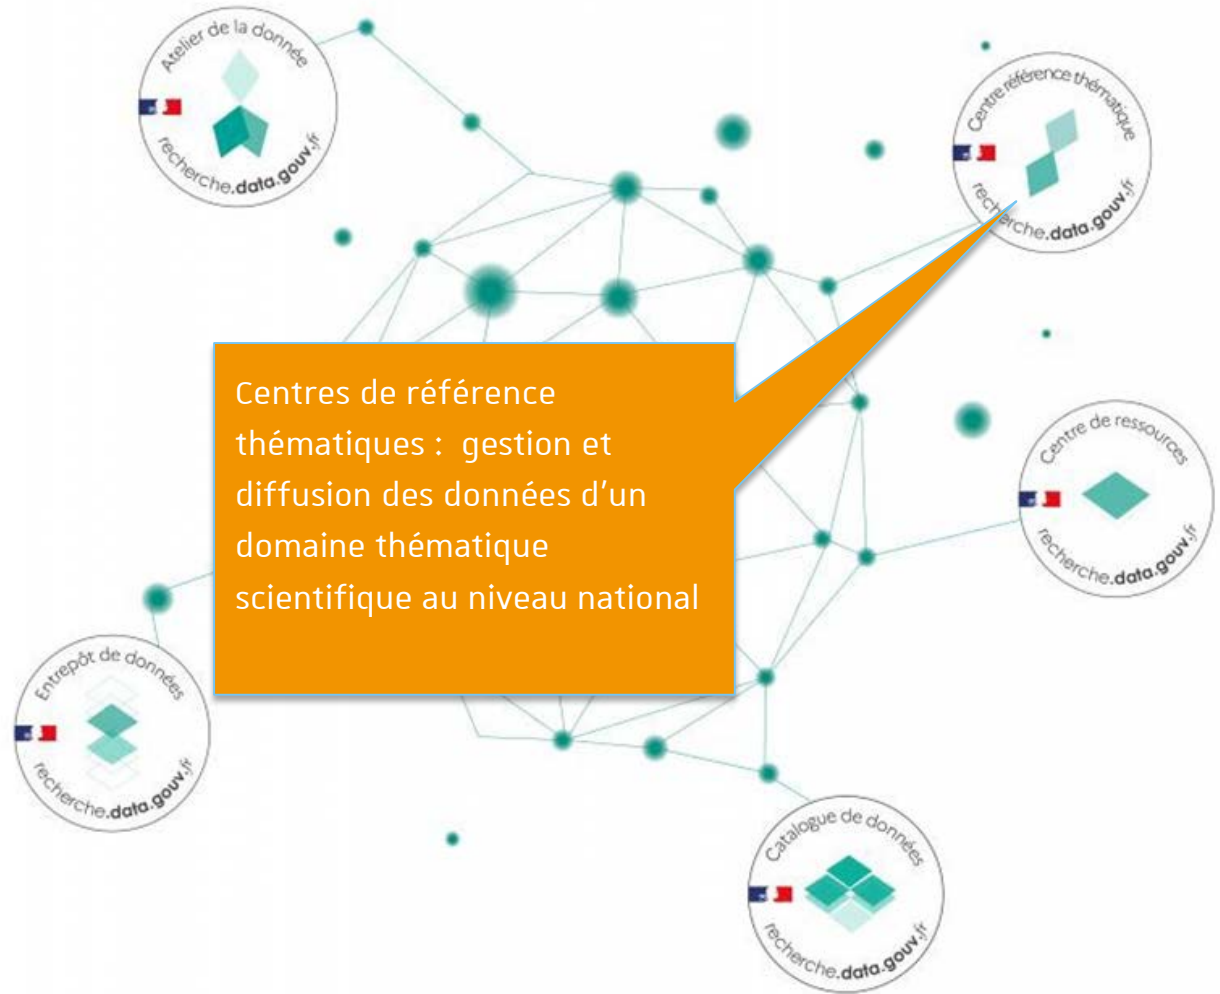 Atelier de la donnée
recherche.data.gouv.fr
Centre référence thématique
recherche.data.gouv.fr
Centres de référence
thématiques :  gestion et
diffusion des données d’un
domaine thématique
scientifique au niveau national
Centre de ressources
recherche.data.gouv.fr
Entrepôt de données
recherche.data.gouv.fr
Catalogue de données
recherche.data.gouv.fr